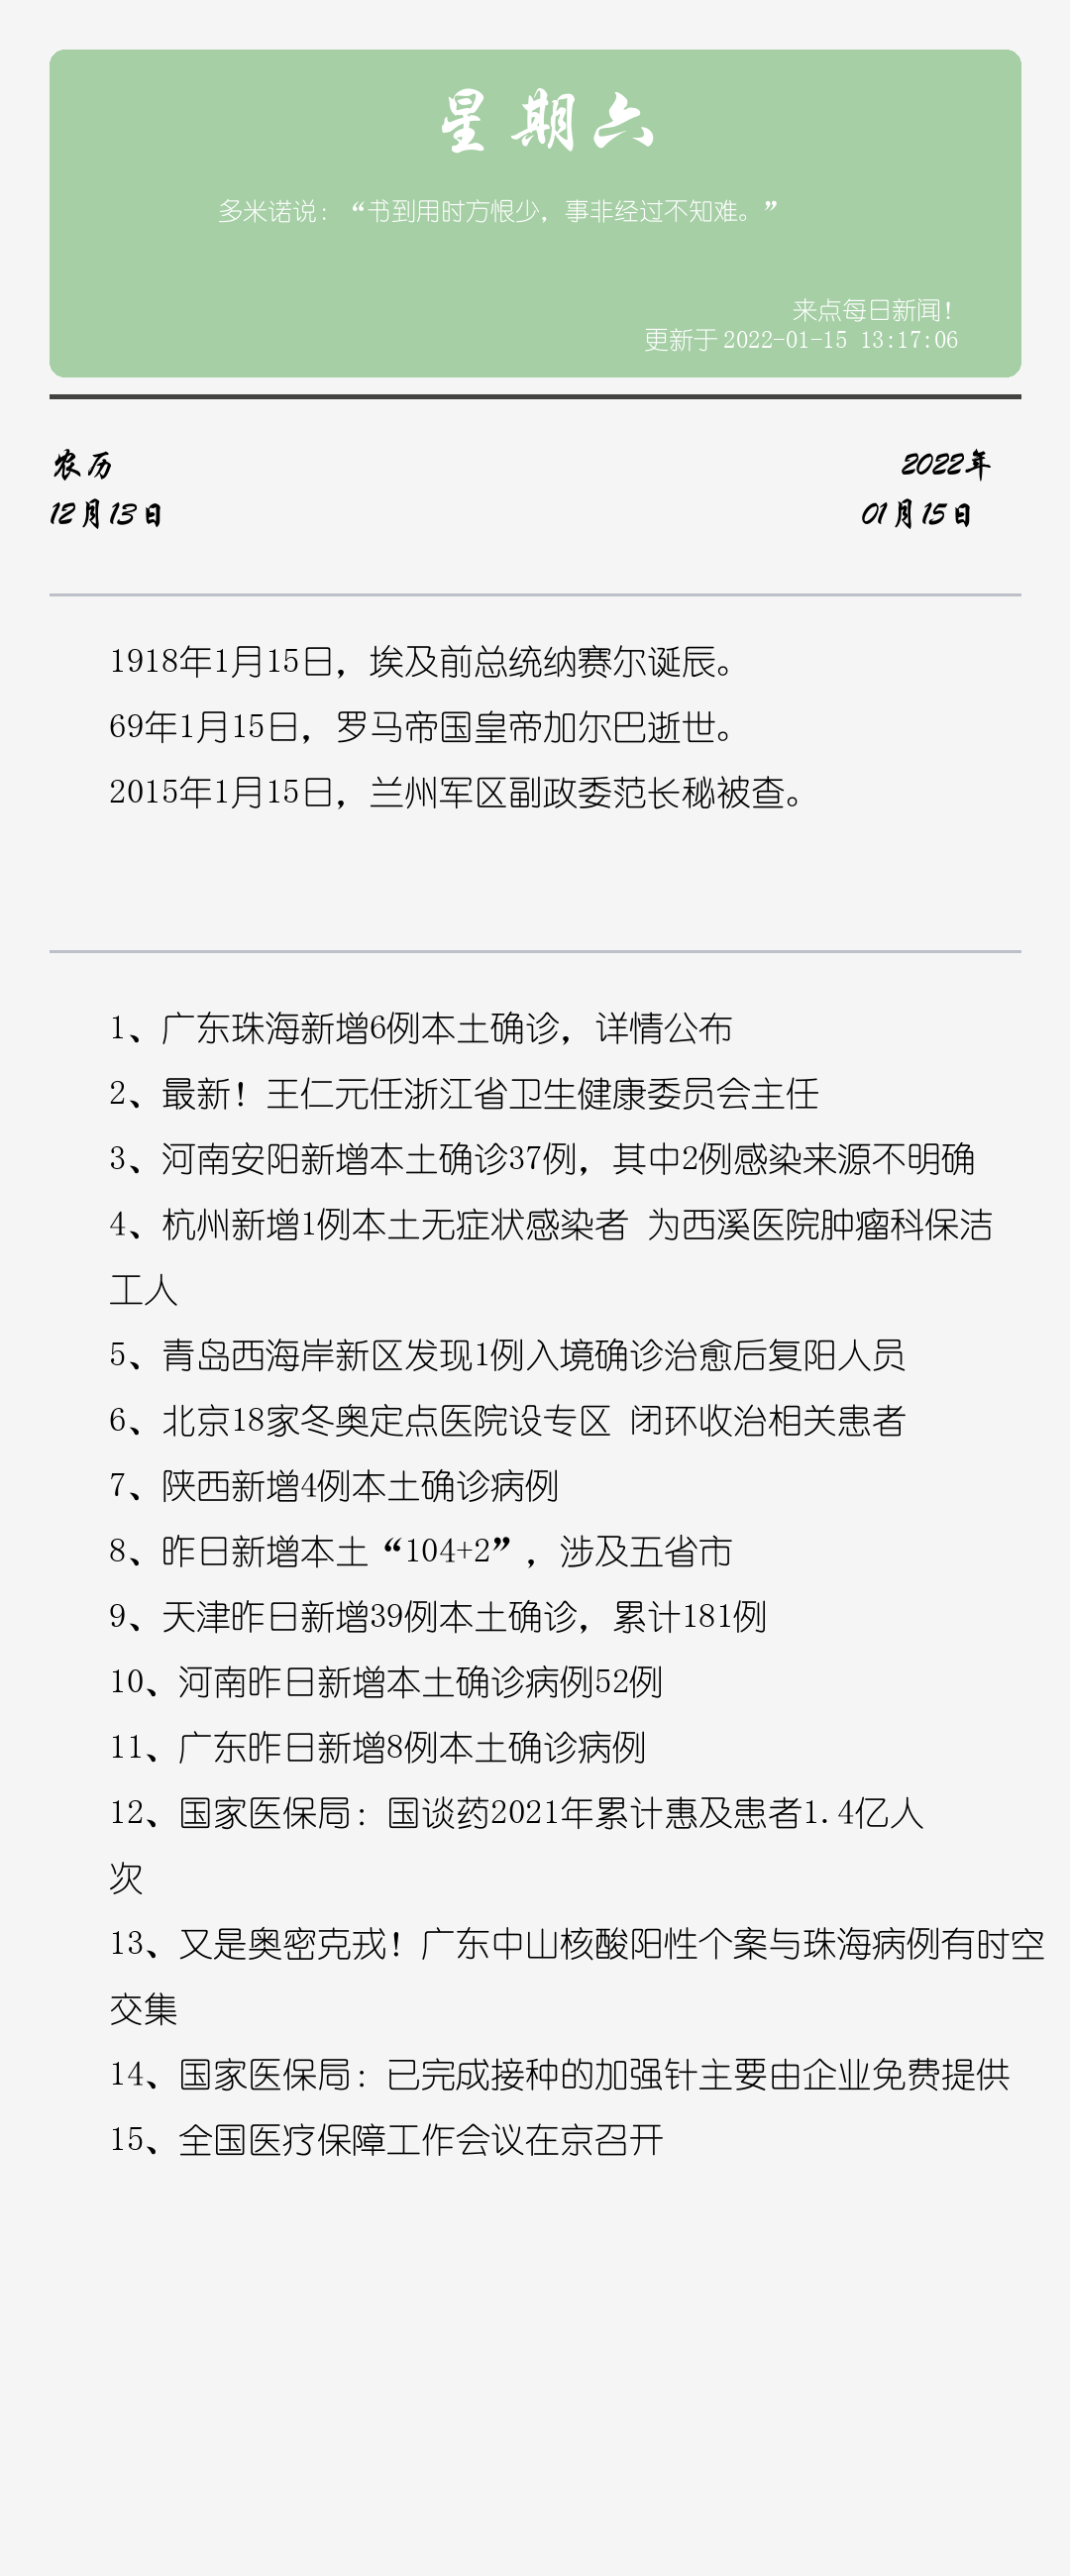 星期六
多米诺说：“书到用时方恨少，事非经过不知难。”
来点每日新闻！
更新于 2022-01-15 13:17:06
农历
2022年
12月13日
01月15日
1918年1月15日，埃及前总统纳赛尔诞辰。
69年1月15日，罗马帝国皇帝加尔巴逝世。
2015年1月15日，兰州军区副政委范长秘被查。
1、广东珠海新增6例本土确诊，详情公布
2、最新！王仁元任浙江省卫生健康委员会主任
3、河南安阳新增本土确诊37例，其中2例感染来源不明确
4、杭州新增1例本土无症状感染者 为西溪医院肿瘤科保洁
工人
5、青岛西海岸新区发现1例入境确诊治愈后复阳人员
6、北京18家冬奥定点医院设专区 闭环收治相关患者
7、陕西新增4例本土确诊病例
8、昨日新增本土“104+2”，涉及五省市
9、天津昨日新增39例本土确诊，累计181例
10、河南昨日新增本土确诊病例52例
11、广东昨日新增8例本土确诊病例
12、国家医保局：国谈药2021年累计惠及患者1.4亿人
次
13、又是奥密克戎！广东中山核酸阳性个案与珠海病例有时空
交集
14、国家医保局：已完成接种的加强针主要由企业免费提供
15、全国医疗保障工作会议在京召开